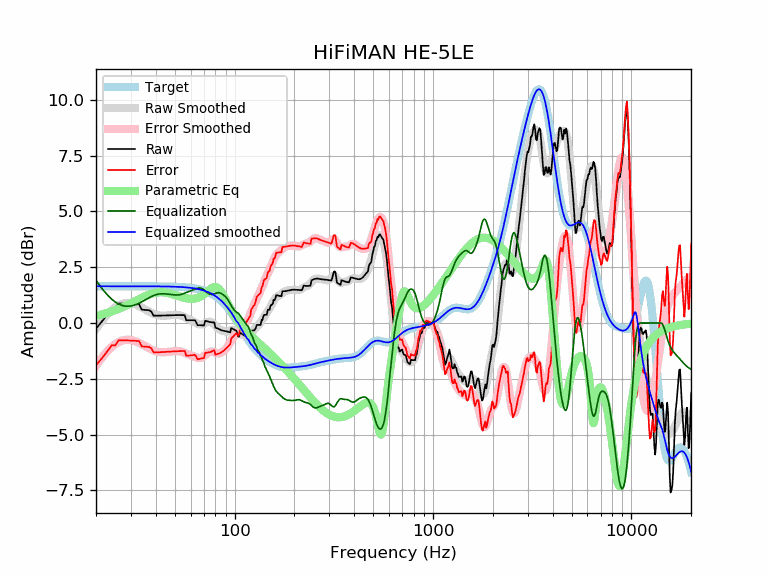 HiFiMAN HE-5LE
Target
Raw Smoothed
Error Smoothed
Raw
Error
Parametric Eq
Equalization
Equalized smoothed
Amplitude (dBr)
10.0
7.5
5.0
2.5
0.0
−2.5
−5.0
−7.5
100
1000
10000
Frequency (Hz)